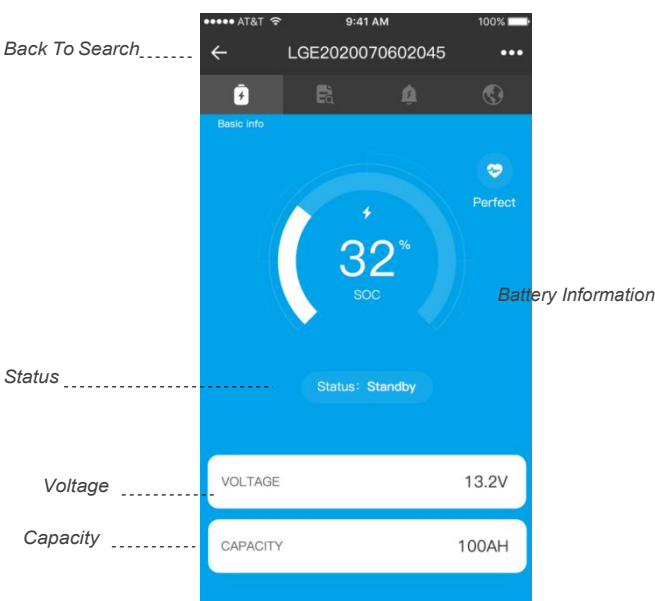 AT&T 9:41 AM 100%
Back To Search
LGE2020070602045
Basic info
Perfect
32%
SOC
Battery Information
Status
Status: Standby
Voltage
VOLTAGE 13.2V
Capacity
CAPACITY 100AH